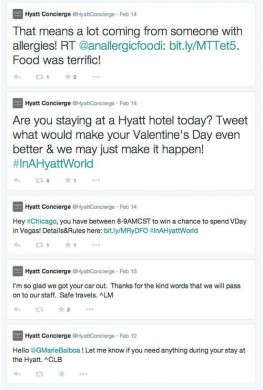 Hyatt Concierge @HyattConcierge · Feb 14
That means a lot coming from someone with
allergies! RT @anallergicfoodi: bit.ly/MTTet5.
Food was terrific!
1 2
Hyatt Concierge @HyattConcierge · Feb 14
Are you staying at a Hyatt hotel today? Tweet
what would make your Valentine's Day even
better & we may just make it happen!
#InAHyattWorld
4 1
Hyatt Concierge @HyattConcierge · Feb 14
Hey #Chicago, you have between 8-9AMCST to win a chance to spend VDay
in Vegas! Details&Rules here: bit.ly/MRyDFO #InAHyattWorld
1 1
Hyatt Concierge @HyattConcierge · Feb 13
I'm so glad we got your car out. Thanks for the kind words that we will pass
on to our staff. Safe travels. ^LM
2
Hyatt Concierge @HyattConcierge · Feb 12
Hello @GMarieBalboa ! Let me know if you need anything during your stay at
the Hyatt. ^CLB
1